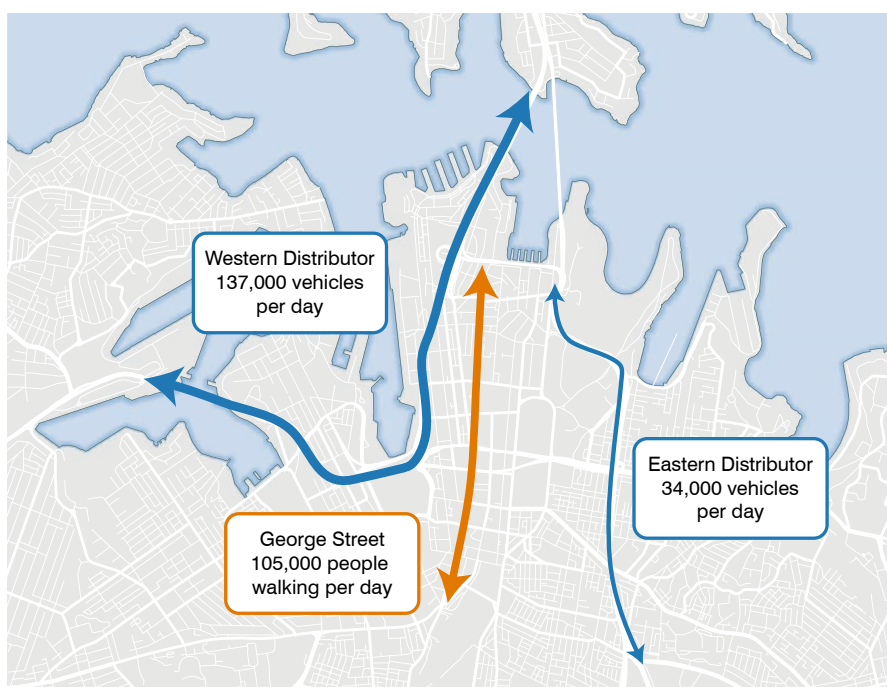 Western Distributor
137,000 vehicles
per day
Eastern Distributor
34,000 vehicles
per day
George Street
105,000 people
walking per day